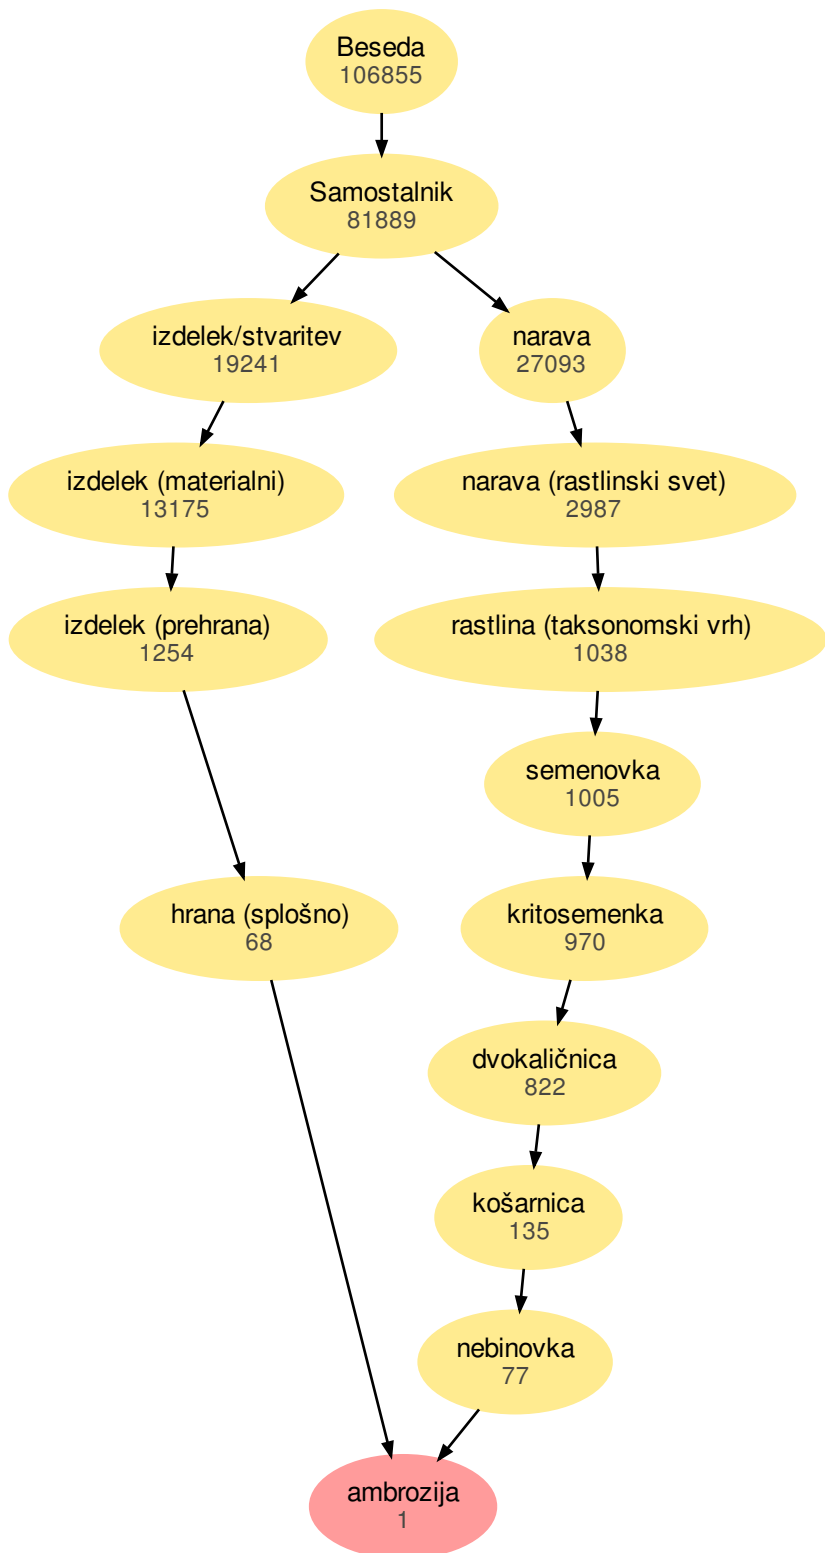 Beseda
106855
Samostalnik
81889
izdelek/stvaritev
19241
narava
27093
izdelek (materialni)
13175
narava (rastlinski svet)
2987
izdelek (prehrana)
1254
rastlina (taksonomski vrh)
1038
semenovka
1005
hrana (splošno)
68
kritosemenka
970
dvokaličnica
822
košarnica
135
nebinovka
77
ambrozija
1